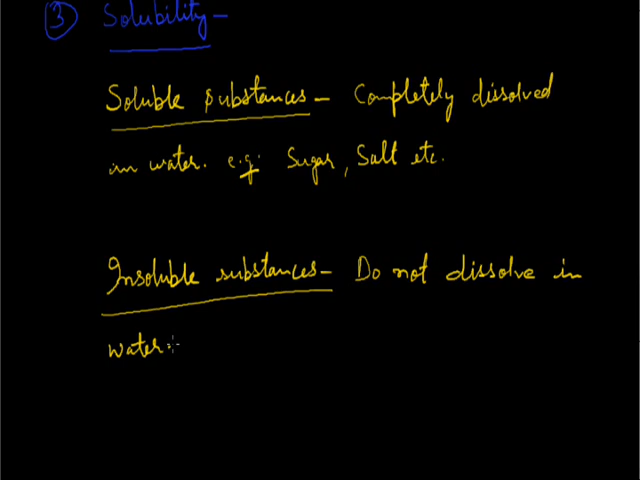 ③ Solubility -
Soluble substances - Completely dissolved
in water. e.g: Sugar, Salt etc.
Insoluble substances - Do not dissolve in
water.